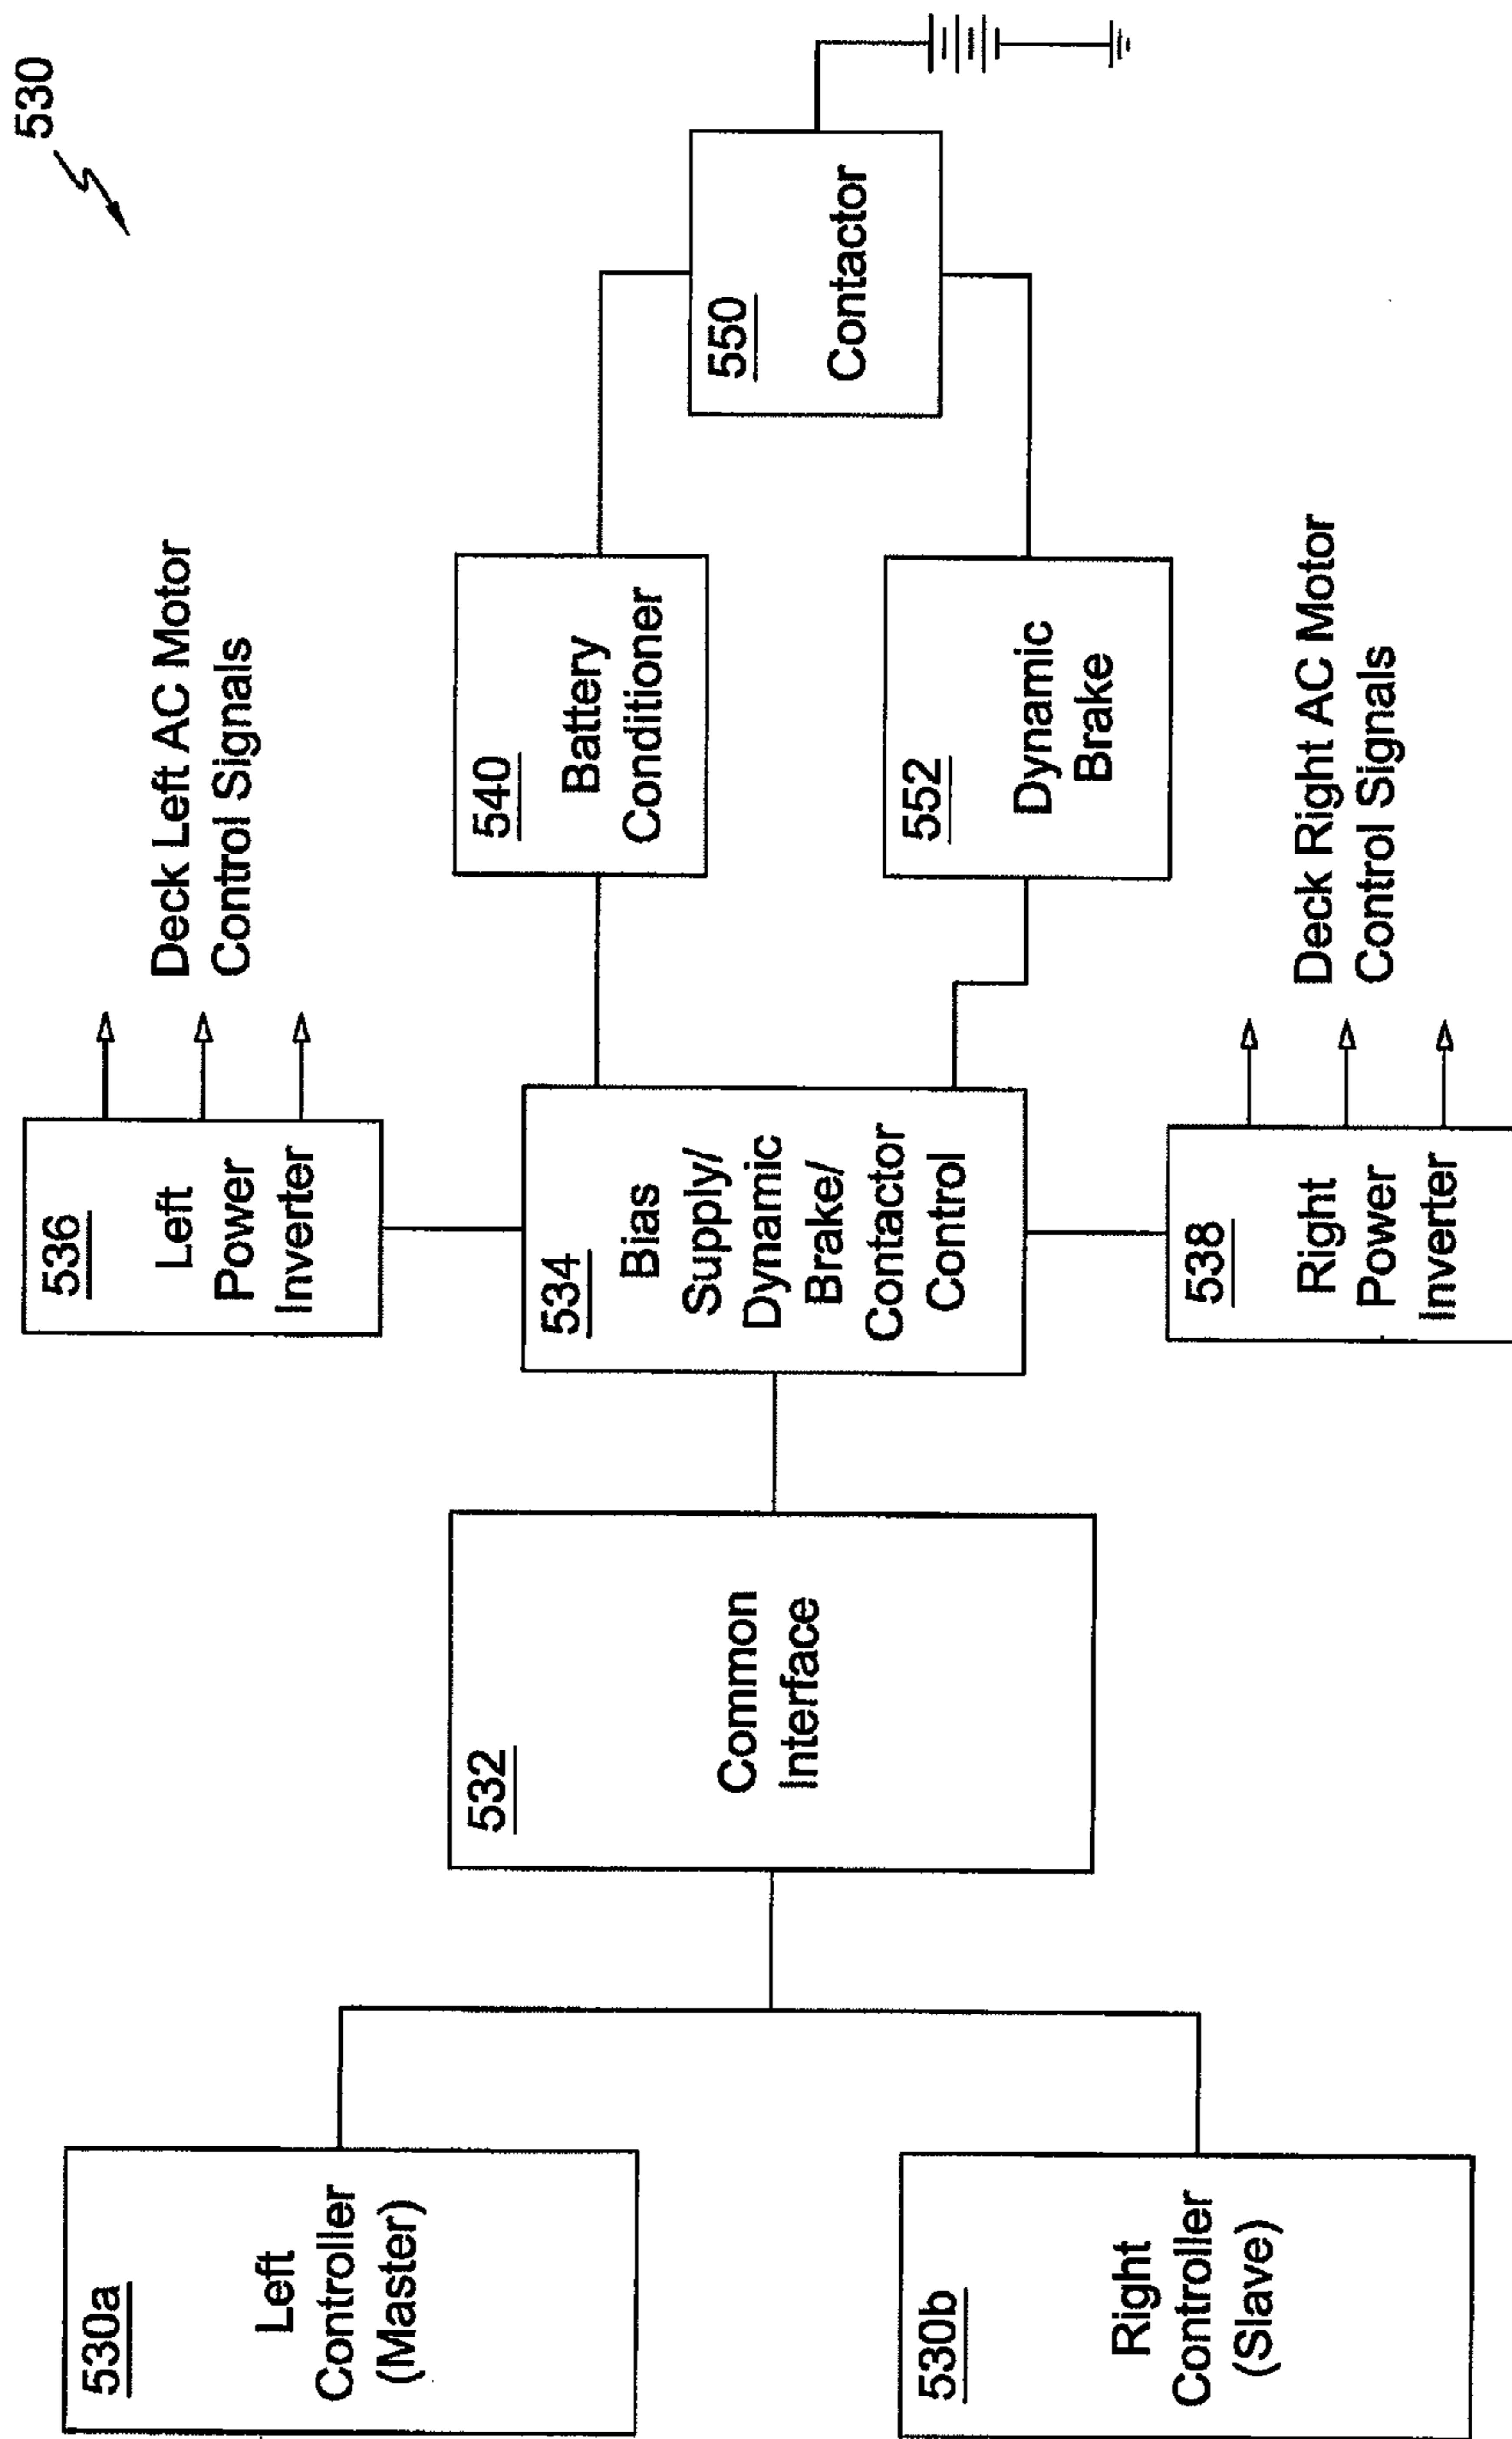 530
530a
Left
Controller
(Master)
530b
Right
Controller
(Slave)
532
Common
Interface
536
Left
Power
Inverter
Deck Left AC Motor
Control Signals
534
Bias
Supply/
Dynamic
Brake/
Contactor
Control
538
Right
Power
Inverter
Deck Right AC Motor
Control Signals
540
Battery
Conditioner
552
Dynamic
Brake
550
Contactor